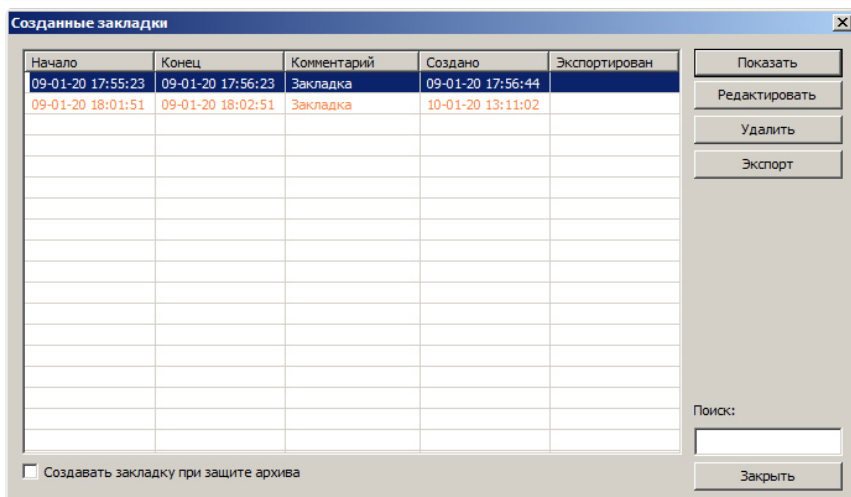 Созданные закладки
Начало Конец Комментарий Создано Экспортирован
09-01-20 17:55:23 09-01-20 17:56:23 Закладка 09-01-20 17:56:44
09-01-20 18:01:51 09-01-20 18:02:51 Закладка 10-01-20 13:11:02
Показать
Редактировать
Удалить
Экспорт
Поиск:
Создавать закладку при защите архива
Закрыть